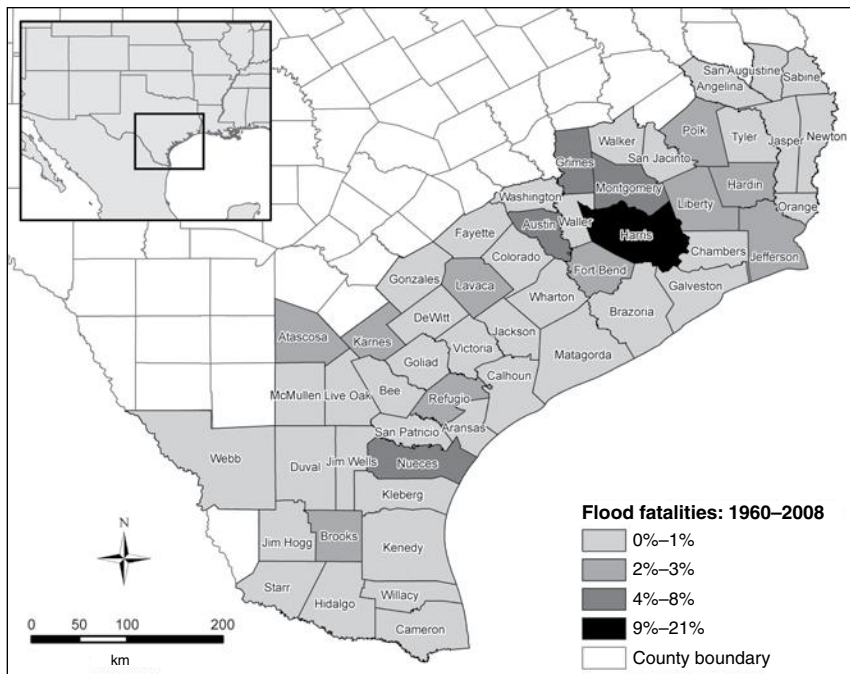 San Augustine
Sabine
Angelina
Polk
Tyler
Jasper
Newton
Walker
San Jacinto
Grimes
Montgomery
Hardin
Liberty
Washington
Orange
Austin
Waller
Harris
Fayette
Chambers
Jefferson
Colorado
Fort Bend
Galveston
Gonzales
Lavaca
Wharton
Brazoria
DeWitt
Atascosa
Karnes
Jackson
Victoria
Matagorda
Goliad
Calhoun
McMullen
Live Oak
Bee
Refugio
Aransas
San Patricio
Webb
Duval
Jim Wells
Nueces
Kleberg
Jim Hogg
Brooks
Kenedy
Starr
Hidalgo
Willacy
Cameron
N
0 50 100 200
km
Flood fatalities: 1960–2008
0%–1%
2%–3%
4%–8%
9%–21%
County boundary